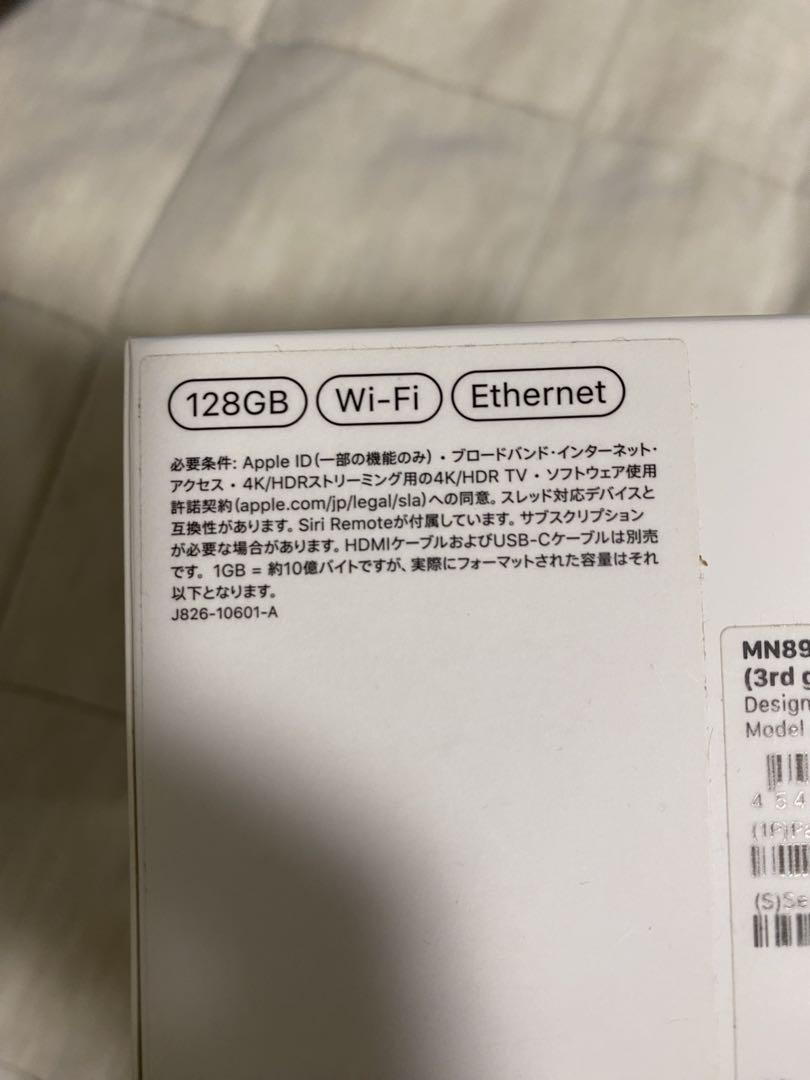 128GB Wi-Fi Ethernet
必要条件: Apple ID(一部の機能のみ)・ブロードバンド・インターネット・
アクセス・4K/HDRストリーミング用の4K/HDR TV・ソフトウェア使用
許諾契約(apple.com/jp/legal/sla)への同意。スレッド対応デバイスと
互換性があります。Siri Remoteが付属しています。サブスクリプション
が必要な場合があります。HDMIケーブルおよびUSB-Cケーブルは別売
です。1GB = 約10億バイトですが、実際にフォーマットされた容量はそれ
以下となります。
J826-10601-A
MN89
(3rd g
Design
Model
4 54
(1P)Pa
(S)Se